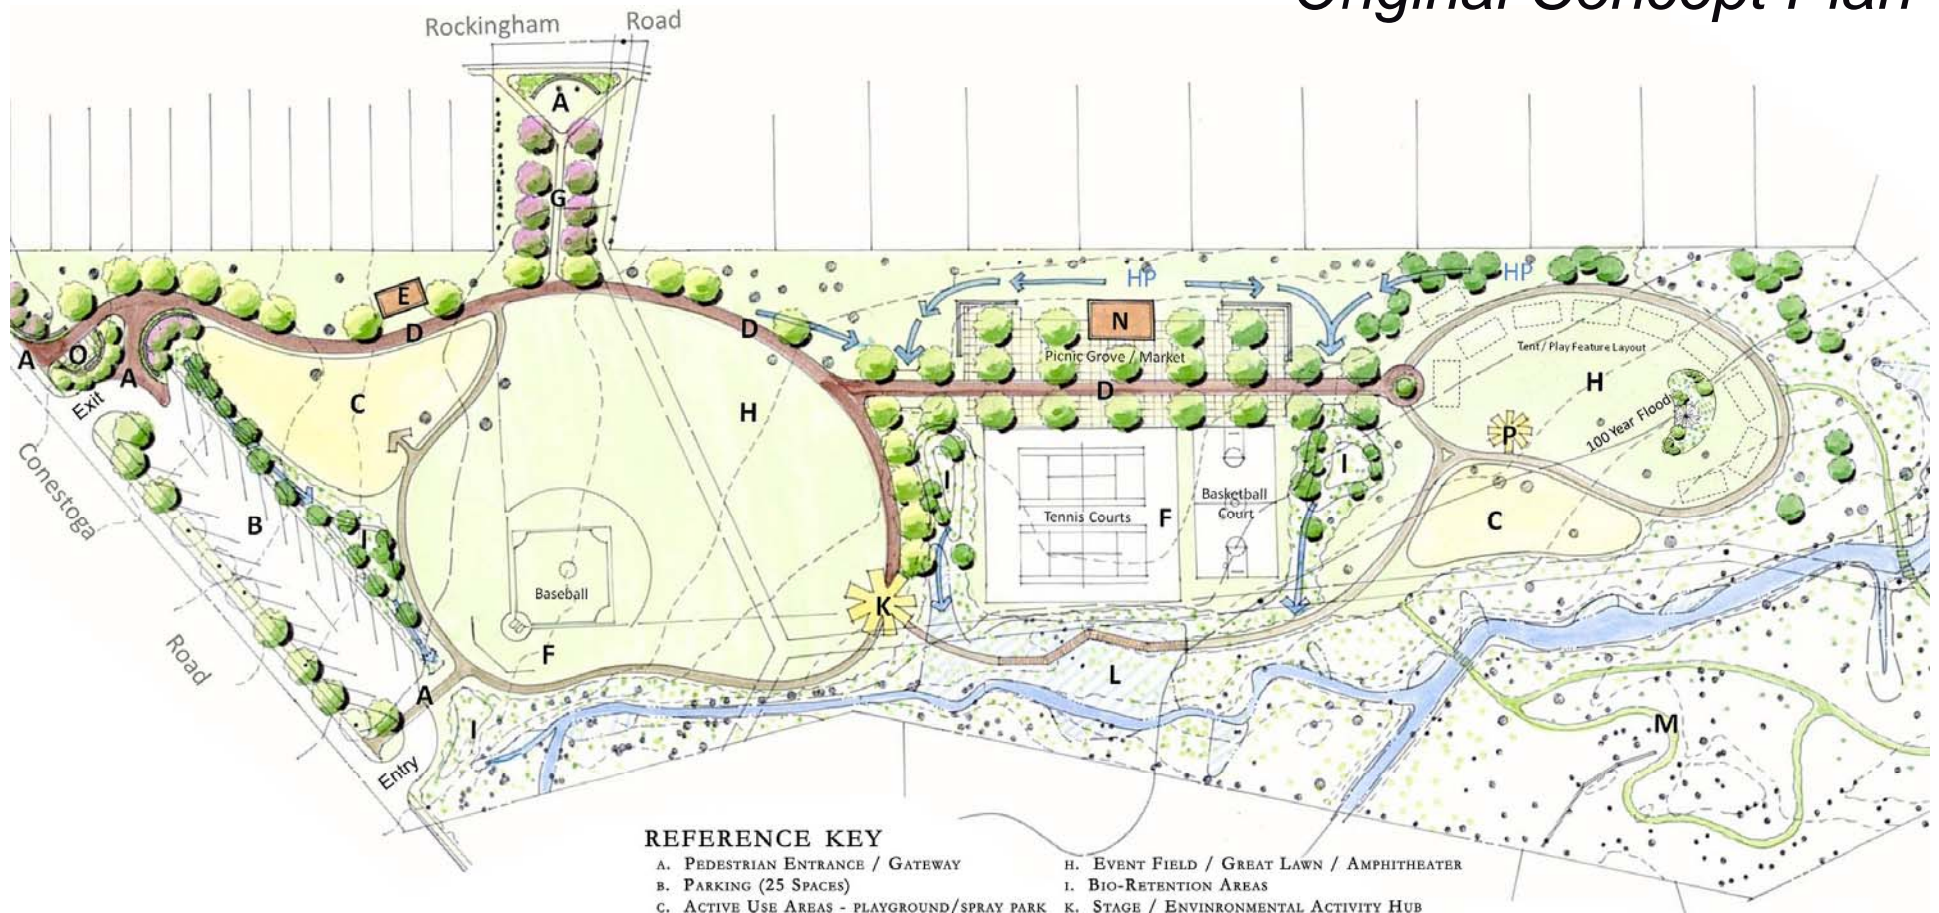 Original Concept Plan
Rockingham Road
A
G
HP
HP
E
D
D
N
Picnic Grove / Market
D
Tent / Play Feature Layout
H
A
O
A
Exit
C
H
P
100 Year Flood
Conestoga
B
I
I
I
Tennis Courts
F
Basketball
Court
C
Baseball
K
Road
F
L
A
I
M
Entry
REFERENCE KEY
A. PEDESTRIAN ENTRANCE / GATEWAY
B. PARKING (25 SPACES)
C. ACTIVE USE AREAS - PLAYGROUND/SPRAY PARK
H. EVENT FIELD / GREAT LAWN / AMPHITHEATER
I. BIO-RETENTION AREAS
K. STAGE / ENVINRONMENTAL ACTIVITY HUB